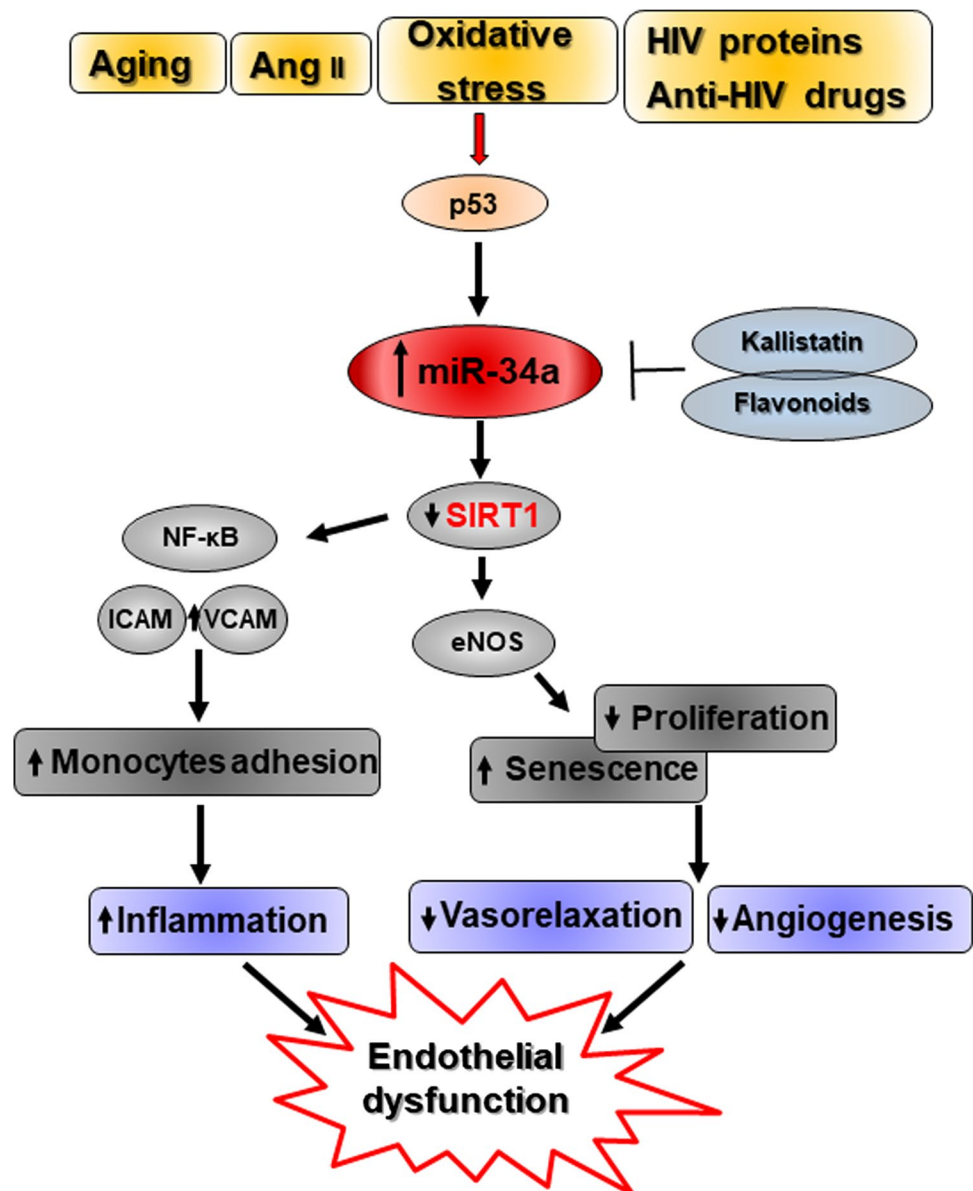 Aging
Ang II
Oxidative
stress
HIV proteins
Anti-HIV drugs
p53
↑ miR-34a
Kallistatin
Flavonoids
↓ SIRT1
NF-κB
ICAM ↑ VCAM
eNOS
↓ Proliferation
↑ Monocytes adhesion
↑ Senescence
↑ Inflammation
↓ Vasorelaxation
↓ Angiogenesis
Endothelial
dysfunction